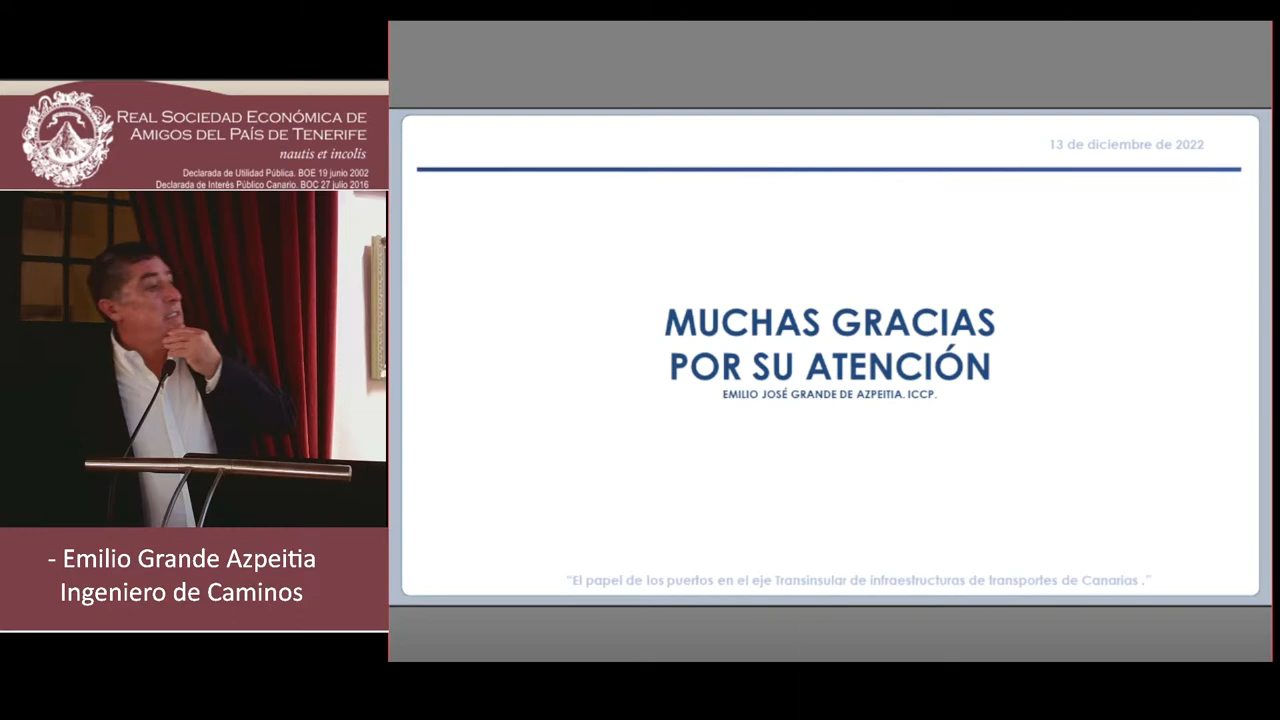 REAL SOCIEDAD ECONÓMICA DE
AMIGOS DEL PAÍS DE TENERIFE
nautis et incolis
Declarada de Utilidad Pública. BOE 19 junio 2002
Declarada de Interés Público Canario. BOC 27 julio 2016
- Emilio Grande Azpeitia
Ingeniero de Caminos
13 de diciembre de 2022
MUCHAS GRACIAS
POR SU ATENCIÓN
EMILIO JOSÉ GRANDE DE AZPEITIA. ICCP.
"El papel de los puertos en el eje Transinsular de infraestructuras de transportes de Canarias ."